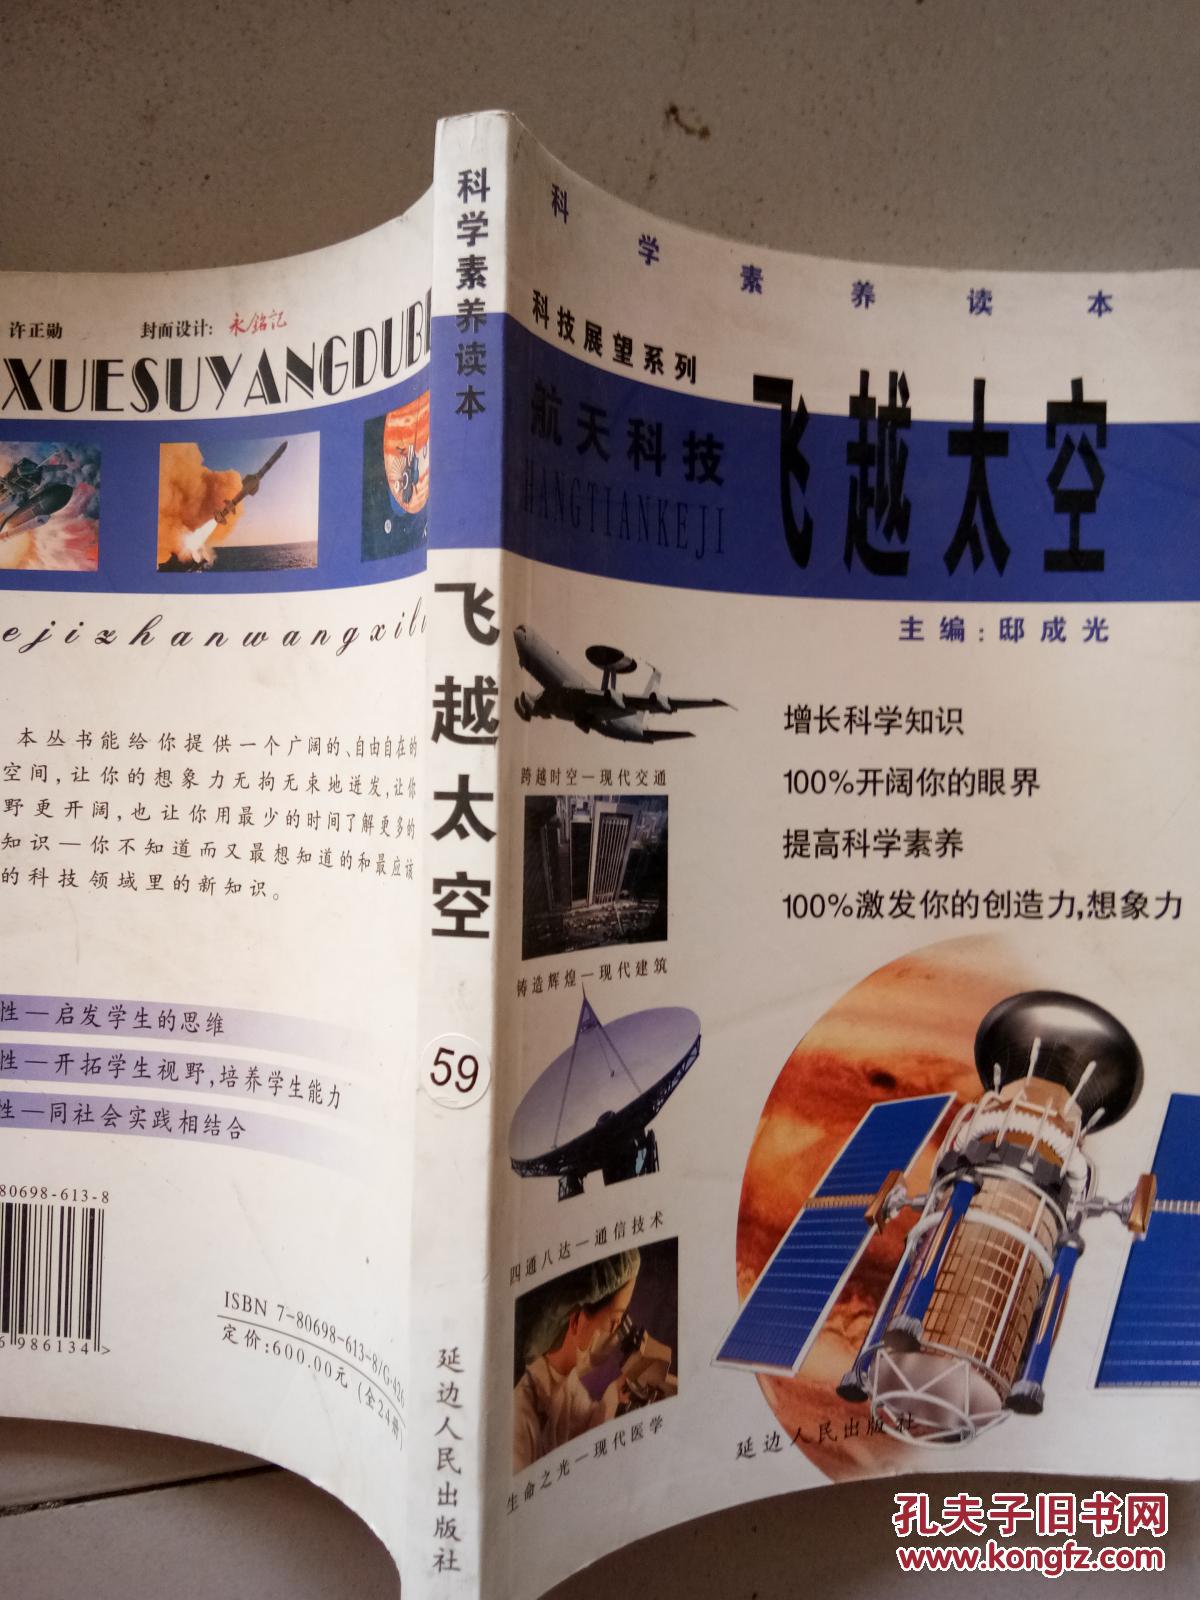 许正勋
封面设计：永铭记
XUESUYANGDUB
ejizhanwangxili
本丛书能给你提供一个广阔的、自由自在的
空间，让你的想象力无拘无束地迸发，让你
野更开阔，也让你用最少的时间了解更多的
知识—你不知道而又最想知道的和最应该
的科技领域里的新知识。
性—启发学生的思维
性—开拓学生视野，培养学生能力
性—同社会实践相结合
80698-613-8
986134>
ISBN 7-80698-613-8/G·426
定价：600.00元（全24册）
科学素养读本
飞越太空
59
延边人民出版社
科学素养读本
科技展望系列
航天科技
HANGTIANKEJI
飞越太空
主编：邸成光
增长科学知识
100%开阔你的眼界
提高科学素养
100%激发你的创造力，想象力
跨越时空—现代交通
铸造辉煌—现代建筑
四通八达—通信技术
生命之光—现代医学
延边人民出版社
孔夫子旧书网
www.kongfz.com